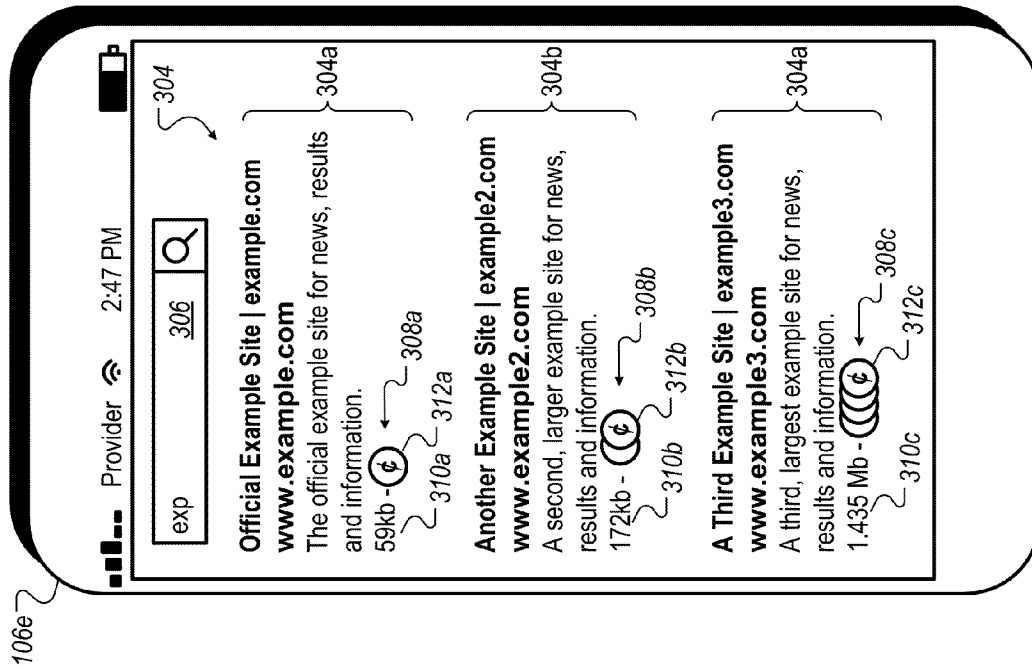 106e
Provider 2:47 PM
exp 306
304
Official Example Site | example.com
www.example.com
The official example site for news, results
and information.
59kb - ¢
304a
308a
310a 312a
Another Example Site | example2.com
www.example2.com
A second, larger example site for news,
results and information.
172kb - ¢
304b
308b
310b 312b
A Third Example Site | example3.com
www.example3.com
A third, largest example site for news,
results and information.
1.435 Mb - ¢
304a
308c
310c 312c